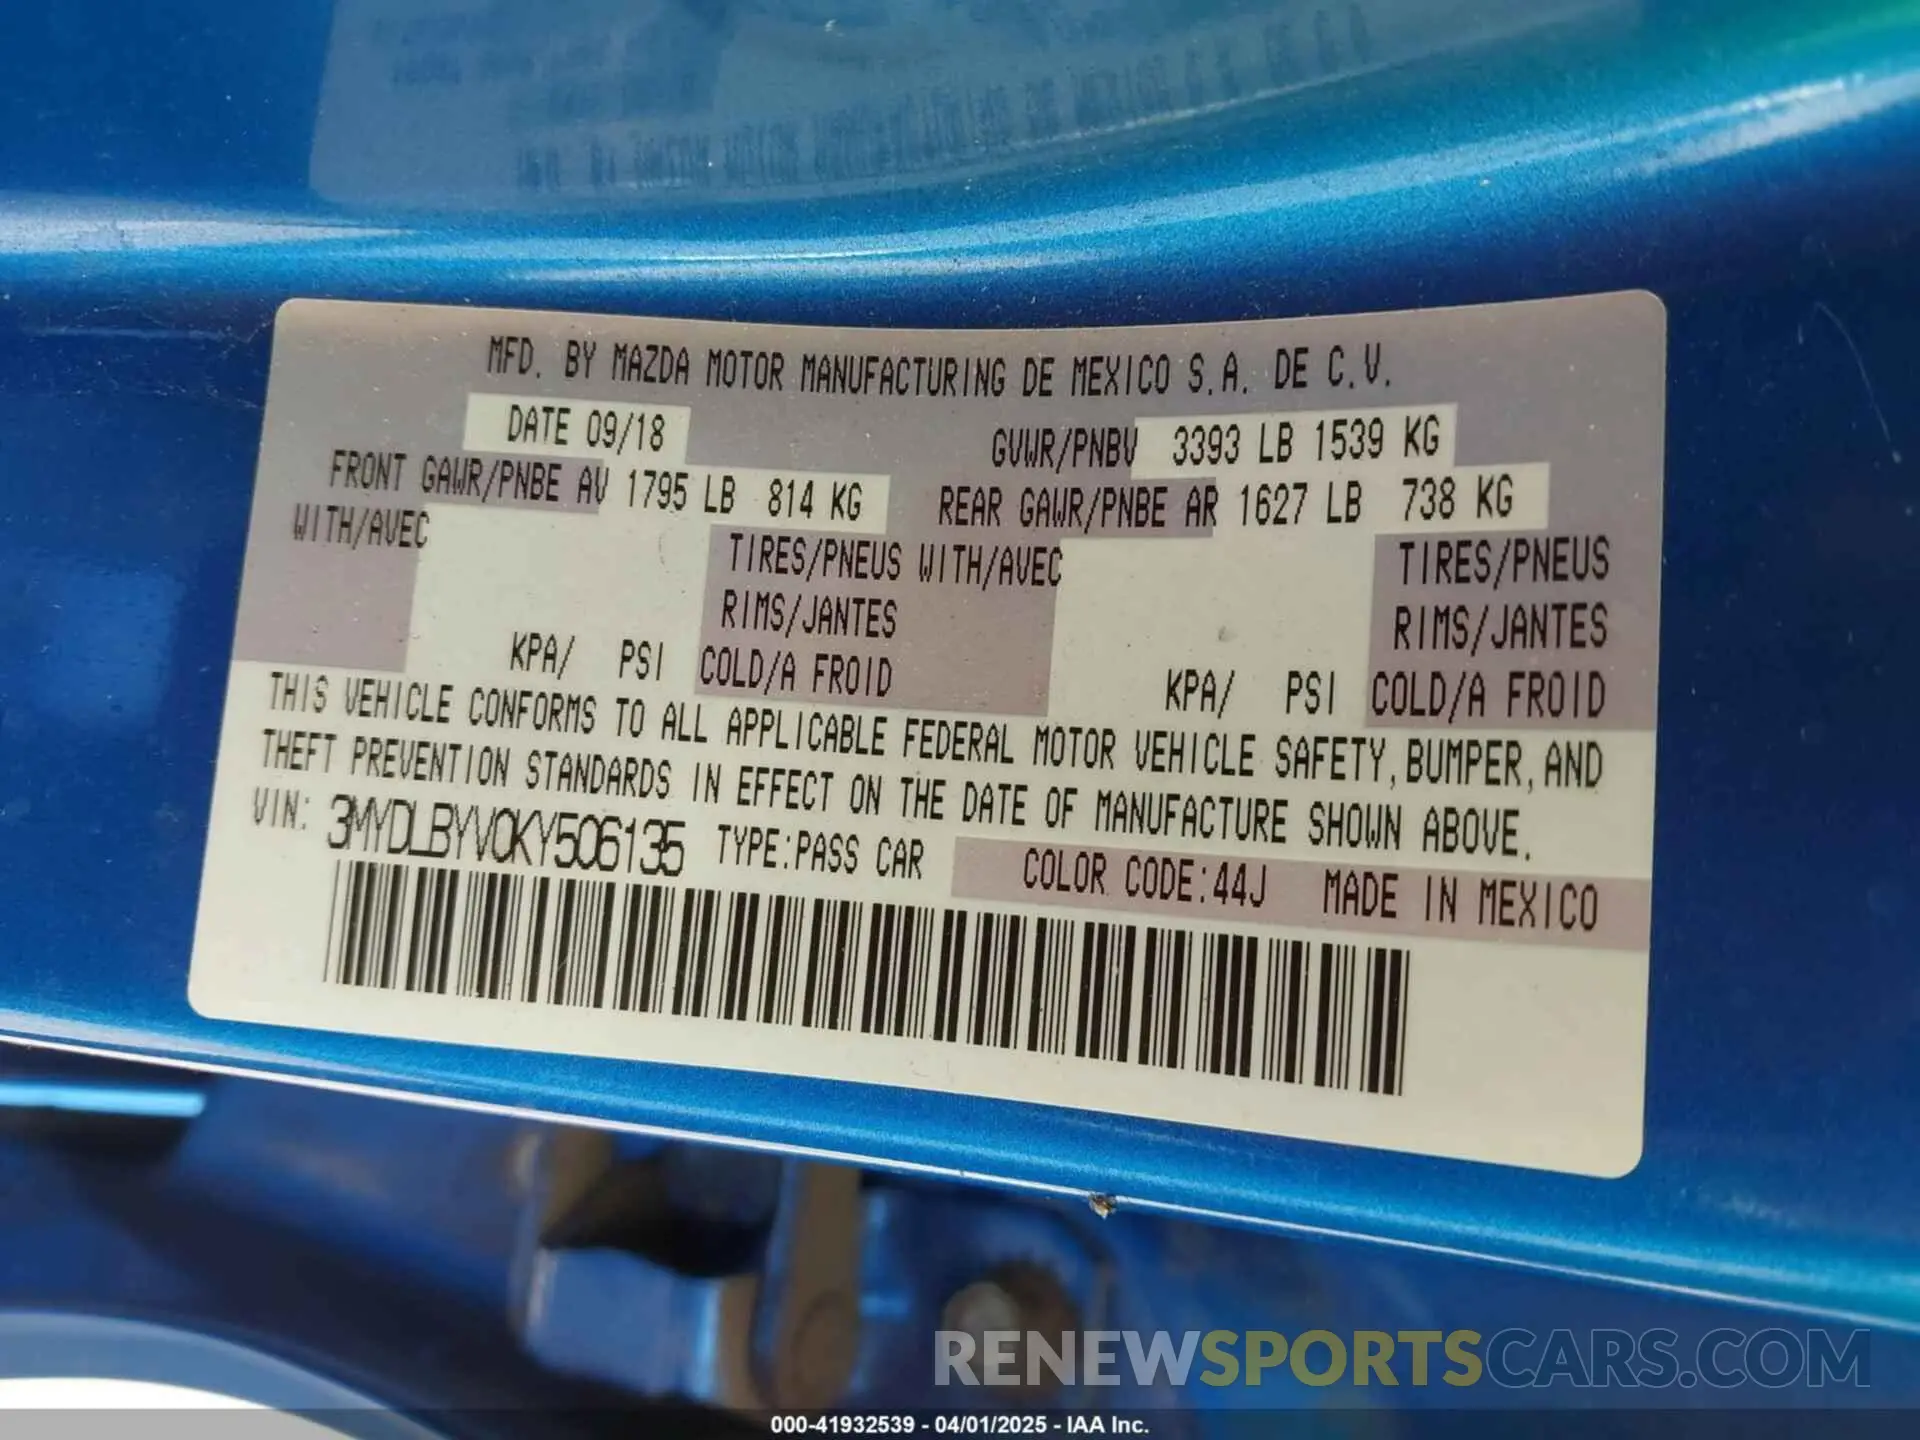 MFD. BY MAZDA MOTOR MANUFACTURING DE MEXICO S.A. DE C.V.
DATE 09/18 GVWR/PNBV 3393 LB 1539 KG
FRONT GAWR/PNBE AV 1795 LB 814 KG REAR GAWR/PNBE AR 1627 LB 738 KG
WITH/AVEC TIRES/PNEUS WITH/AVEC TIRES/PNEUS
RIMS/JANTES RIMS/JANTES
KPA/ PSI COLD/A FROID KPA/ PSI COLD/A FROID
THIS VEHICLE CONFORMS TO ALL APPLICABLE FEDERAL MOTOR VEHICLE SAFETY, BUMPER, AND
THEFT PREVENTION STANDARDS IN EFFECT ON THE DATE OF MANUFACTURE SHOWN ABOVE.
VIN: 3MYDLBYV0KY506135 TYPE:PASS CAR COLOR CODE:44J MADE IN MEXICO
RENEWSPORTSCARS.COM
000-41932539 - 04/01/2025 - IAA Inc.